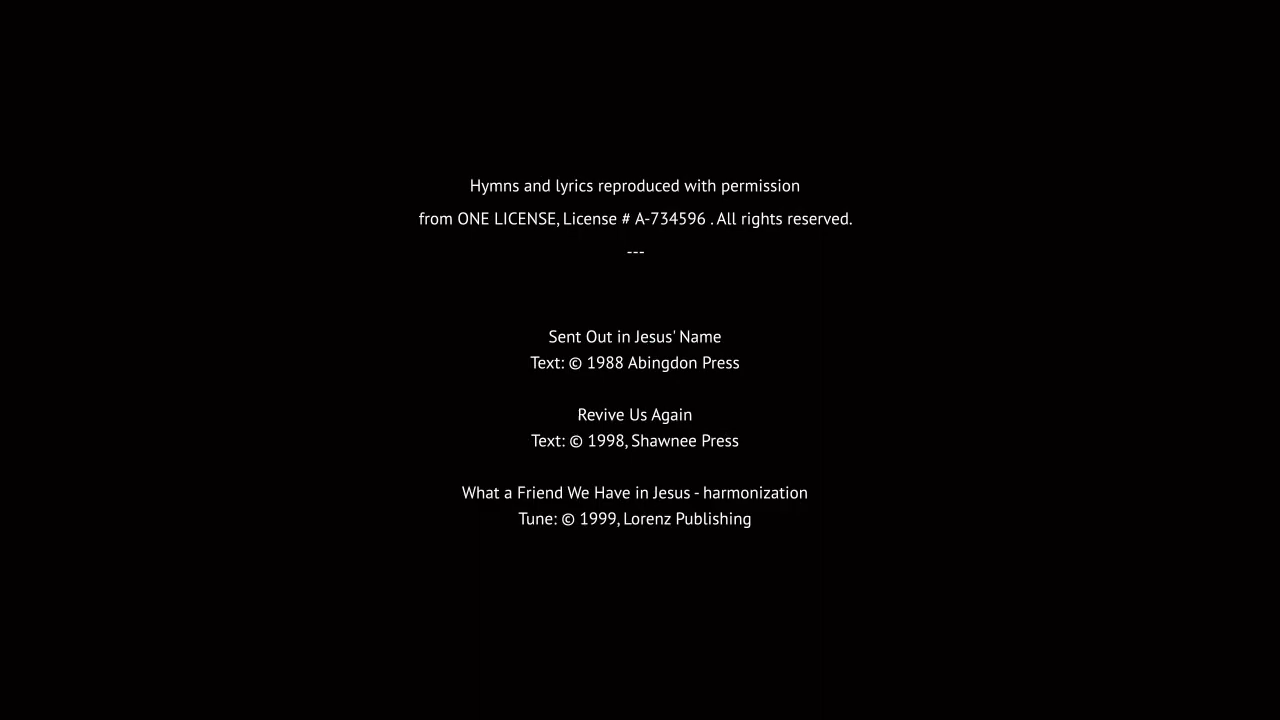 Hymns and lyrics reproduced with permission
from ONE LICENSE, License # A-734596 . All rights reserved.
---
Sent Out in Jesus' Name
Text: © 1988 Abingdon Press
Revive Us Again
Text: © 1998, Shawnee Press
What a Friend We Have in Jesus - harmonization
Tune: © 1999, Lorenz Publishing